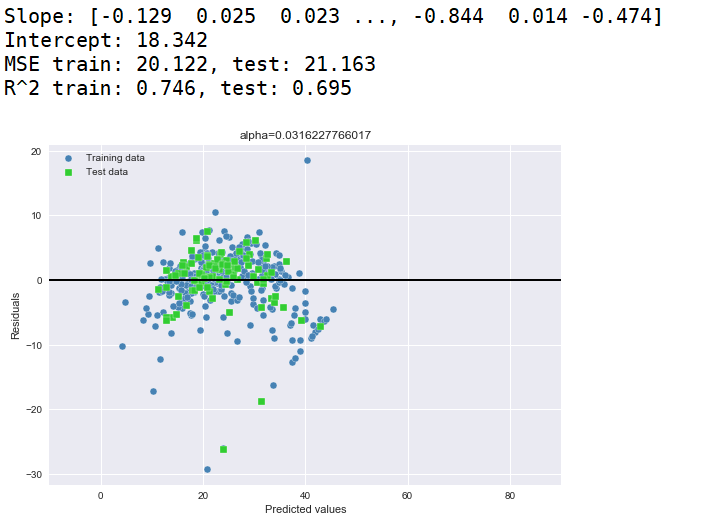 Slope: [-0.129  0.025  0.023 ..., -0.844  0.014 -0.474]
Intercept: 18.342
MSE train: 20.122, test: 21.163
R^2 train: 0.746, test: 0.695
alpha=0.0316227766017
Training data
Test data
20
10
0
−10
−20
−30
Residuals
0 20 40 60 80
Predicted values